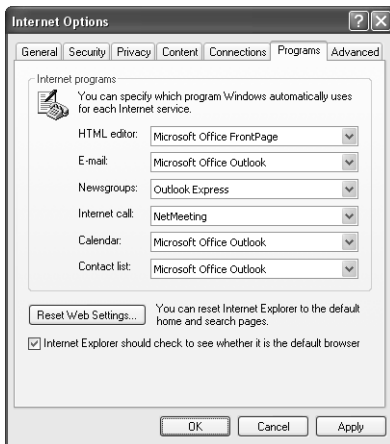 Internet Options
General Security Privacy Content Connections Programs Advanced
Internet programs
You can specify which program Windows automatically uses
for each Internet service.
HTML editor: Microsoft Office FrontPage
E-mail: Microsoft Office Outlook
Newsgroups: Outlook Express
Internet call: NetMeeting
Calendar: Microsoft Office Outlook
Contact list: Microsoft Office Outlook
Reset Web Settings... You can reset Internet Explorer to the default
home and search pages.
Internet Explorer should check to see whether it is the default browser
OK Cancel Apply